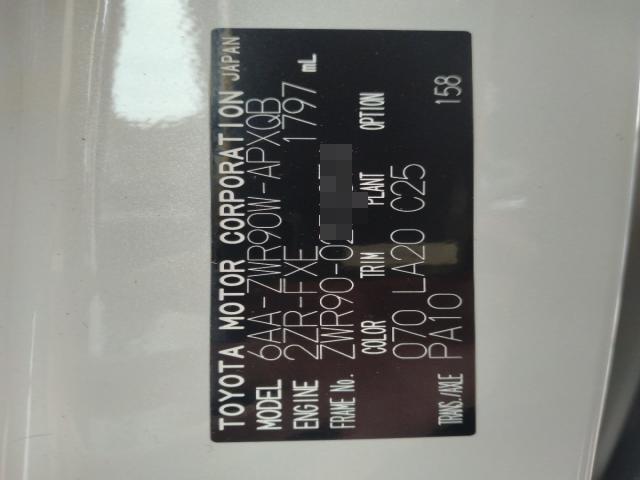 TOYOTA MOTOR CORPORATION JAPAN
MODEL 6AA-ZWR90W-APXQB
ENGINE 2ZR-FXE 1797 mL
FRAME No. ZWR90-02
COLOR TRIM PLANT OPTION
070 LA20 C25
TRANS./AXLE PA10 158